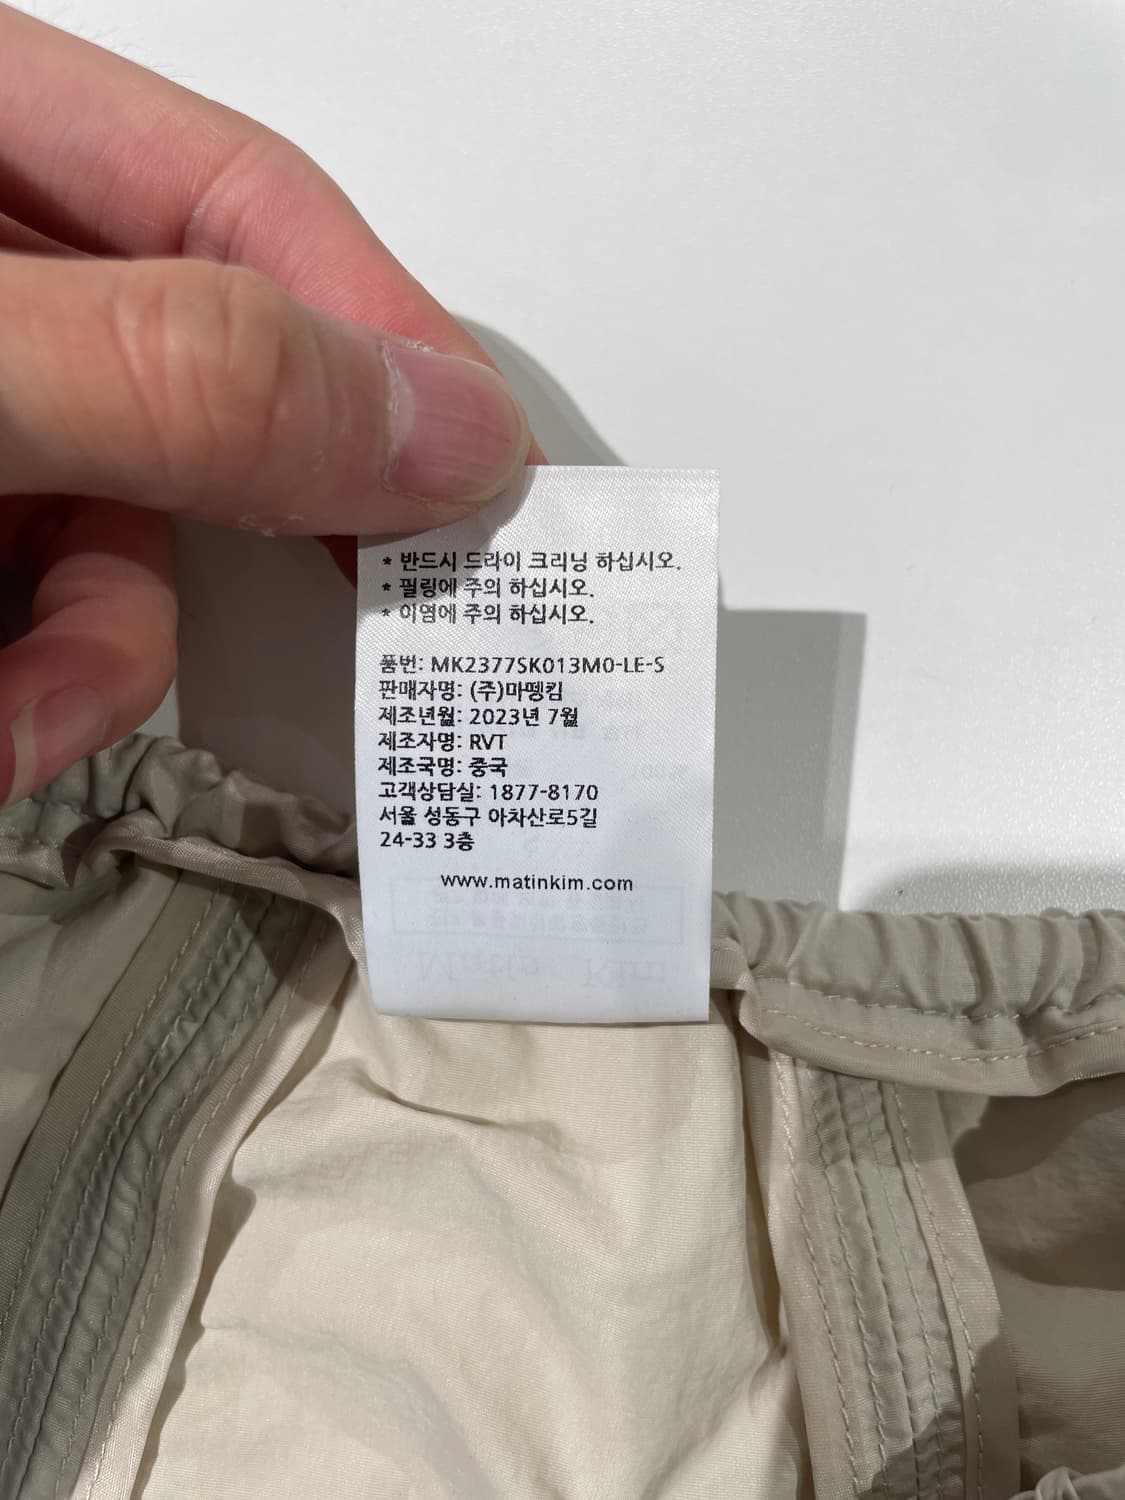 * 반드시 드라이 크리닝 하십시오.
* 필링에 주의 하십시오.
* 이염에 주의 하십시오.
품번: MK2377SK013M0-LE-S
판매자명: (주)마뗑킴
제조년월: 2023년 7월
제조자명: RVT
제조국명: 중국
고객상담실: 1877-8170
서울 성동구 아차산로5길
24-33 3층
www.matinkim.com